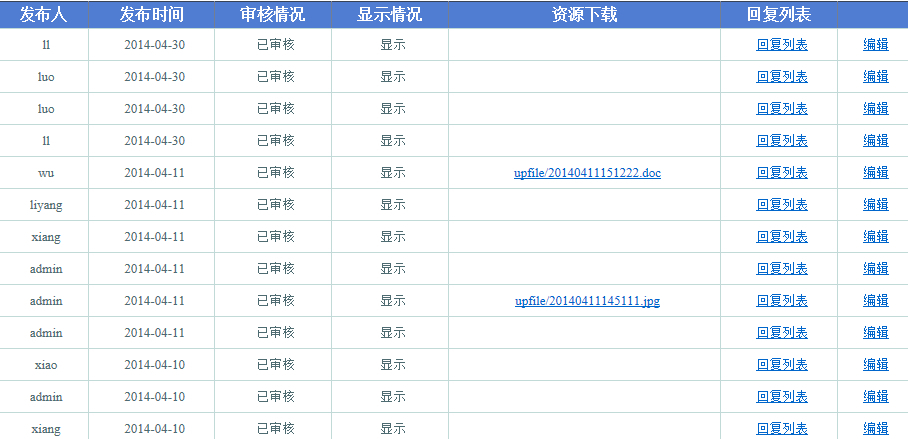 发布人 发布时间 审核情况 显示情况 资源下载 回复列表
ll 2014-04-30 已审核 显示 回复列表 编辑
luo 2014-04-30 已审核 显示 回复列表 编辑
luo 2014-04-30 已审核 显示 回复列表 编辑
ll 2014-04-30 已审核 显示 回复列表 编辑
wu 2014-04-11 已审核 显示 upfile/20140411151222.doc 回复列表 编辑
liyang 2014-04-11 已审核 显示 回复列表 编辑
xiang 2014-04-11 已审核 显示 回复列表 编辑
admin 2014-04-11 已审核 显示 回复列表 编辑
admin 2014-04-11 已审核 显示 upfile/20140411145111.jpg 回复列表 编辑
admin 2014-04-11 已审核 显示 回复列表 编辑
xiao 2014-04-10 已审核 显示 回复列表 编辑
admin 2014-04-10 已审核 显示 回复列表 编辑
xiang 2014-04-10 已审核 显示 回复列表 编辑